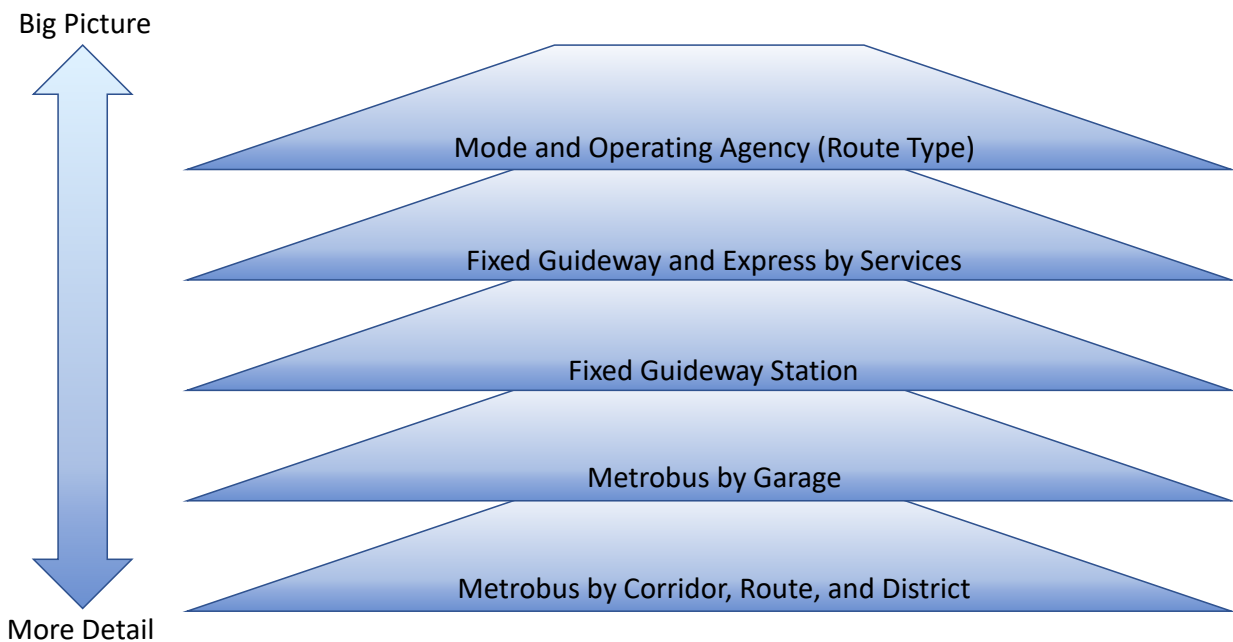 Big Picture
Mode and Operating Agency (Route Type)
Fixed Guideway and Express by Services
Fixed Guideway Station
Metrobus by Garage
Metrobus by Corridor, Route, and District
More Detail